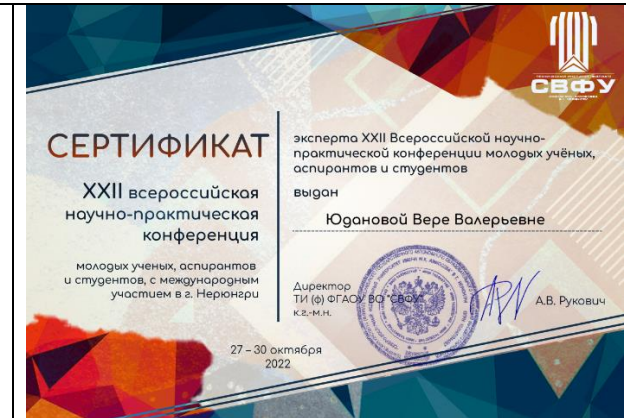 СВФУ
СЕРТИФИКАТ
XXII всероссийская
научно-практическая
конференция
молодых ученых, аспирантов
и студентов, с международным
участием в г. Нерюнгри
27 – 30 октября
2022
эксперта XXII Всероссийской научно-
практической конференции молодых учёных,
аспирантов и студентов
выдан
Юдановой Вере Валерьевне
Директор
ТИ (ф) ФГАОУ ВО "СВФУ",
к.г.-м.н.
А.В. Рукович